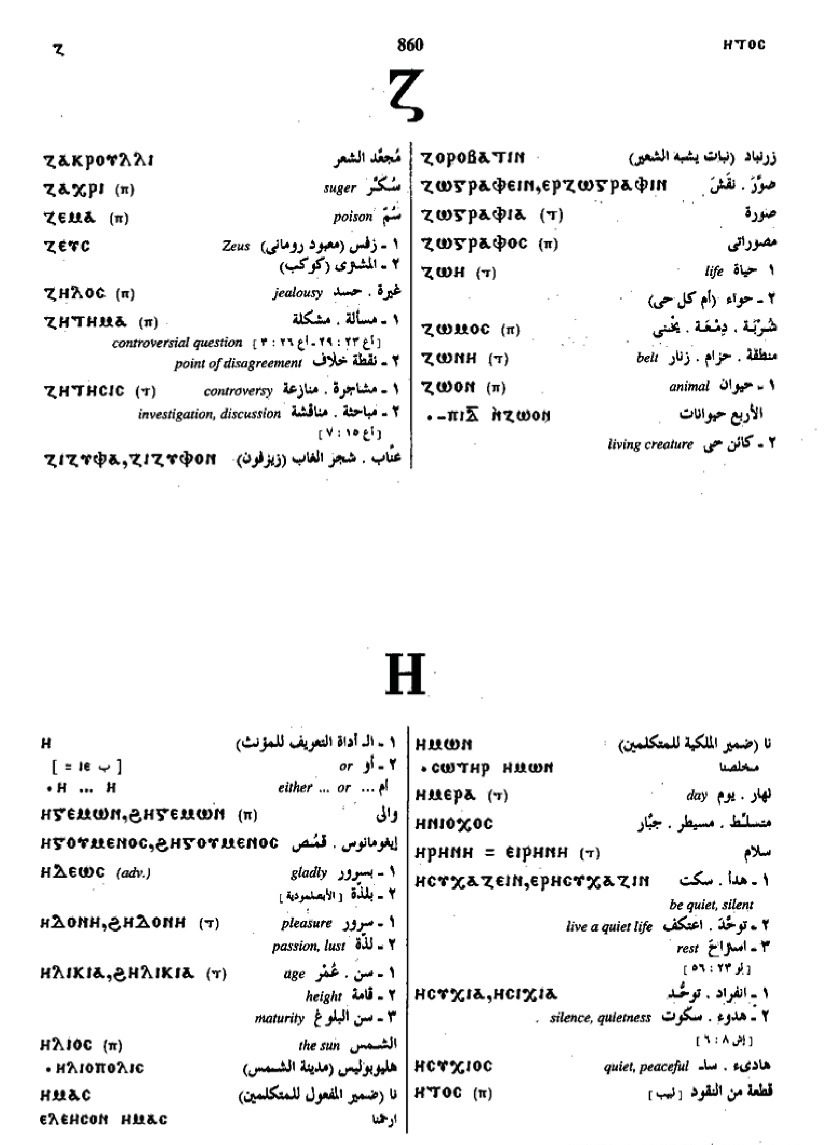 ⲍ 860 ⲏⲧⲟⲥ
Ⲍ
ⲍⲁⲕⲣⲟⲩⲗⲗⲓ مُجعَّد الشعر
ⲍⲁⲭⲣⲓ (π) suger سُكَّر
ⲍⲉⲙⲁ (π) poison سُمّ
ⲍⲉⲩⲥ Zeus ١ - زفس (معبود رومانى)
٢ - المشترى (كوكب)
ⲍⲏⲗⲟⲥ (π) jealousy غيرة . حسد
ⲍⲏⲧⲏⲙⲁ (π) ١ - مسألة . مشكلة
controversial question [أع ٢٣ : ٢٩ - أع ٢٦ : ٣]
point of disagreement ٢ - نقطة خلاف
ⲍⲏⲧⲏⲥⲓⲥ (ⲧ) controversy ١ - مشاجرة . منازعة
investigation, discussion ٢ - مباحثة . مناقشة
[أع ١٥ : ٧]
ⲍⲓⲍⲩⲫⲁ,ⲍⲓⲍⲩⲫⲟⲛ عنَّاب . شجر الغاب (زيزفون)
ⲍⲟⲣⲟⲃⲁⲧⲓⲛ زرنباد (نبات يشبه الشعير)
ⲍⲱⲅⲣⲁⲫⲉⲓⲛ,ⲉⲣⲍⲱⲅⲣⲁⲫⲓⲛ صوَّرَ . نقَشَ
ⲍⲱⲅⲣⲁⲫⲓⲁ (ⲧ) صورة
ⲍⲱⲅⲣⲁⲫⲟⲥ (π) مصوراتى
ⲍⲱⲏ (ⲧ) life ١ حياة
٢ - حواء (أم كل حى)
ⲍⲱⲙⲟⲥ (π) شُرْبَة . دِمْعَة . يخْنى
ⲍⲱⲛⲏ (ⲧ) belt منطقة . حزام . زنار
ⲍⲱⲟⲛ (π) animal ١ - حيوان
•-ⲡⲓⲇ̅ ⲛ̀ⲍⲱⲟⲛ الأربع حيوانات
living creature ٢ - كائن حى
Ⲏ
ⲏ ١ - الـ أداة التعريف للمؤنث)
[ = ⲓⲉ ب ] or ٢ - أو
• ⲏ ... ⲏ either ... or أم ...
ⲏⲅⲉⲙⲱⲛ,ϩⲏⲅⲉⲙⲱⲛ (π) والى
ⲏⲅⲟⲩⲙⲉⲛⲟⲥ,ϩⲏⲅⲟⲩⲙⲉⲛⲟⲥ إيغومانوس . قمُّص
ⲏⲇⲉⲱⲥ (adv.) gladly ١ - بسرور
٢ - بلذّة [الأبصلمودية]
ⲏⲇⲟⲛⲏ,ϩⲏⲇⲟⲛⲏ (ⲧ) pleasure ١ - سرور
passion, lust ٢ - لذّة
ⲏⲗⲓⲕⲓⲁ,ϩⲏⲗⲓⲕⲓⲁ (ⲧ) age ١ - سن . عُمْر
height ٢ - قامة
maturity ٣ - سن البلوغ
ⲏⲗⲓⲟⲥ (π) the sun الشمس
• ⲏⲗⲓⲟⲡⲟⲗⲓⲥ هليوبوليس (مدينة الشمس)
ⲏⲙⲁⲥ نا (ضمير المفعول للمتكلمين)
ⲉⲗⲉⲏⲥⲟⲛ ⲏⲙⲁⲥ ارحمنا
ⲏⲙⲱⲛ نا (ضمير الملكية للمتكلمين)
• ⲥⲱⲧⲏⲣ ⲏⲙⲱⲛ مخلصنا
ⲏⲙⲉⲣⲁ (ⲧ) day نهار . يوم
ⲏⲛⲓⲟⲭⲟⲥ متسلِّط . مسيطر . جبَّار
ⲏⲣⲏⲛⲏ = ⲉⲓⲣⲏⲛⲏ (ⲧ) سلام
ⲏⲥⲩⲭⲁⲍⲉⲓⲛ,ⲉⲣⲏⲥⲩⲭⲁⲍⲓⲛ ١ - هدأ . سكت
be quiet, silent
live a quiet life ٢ - توحَّدَ . اعتكف
rest ٣ - استراحَ
[لو ٢٣ : ٥٦]
ⲏⲥⲩⲭⲓⲁ,ⲏⲥⲓⲭⲓⲁ ١ - انفراد . توحُّد
silence, quietness ٢ - هدوء . سكوت
[إش ٨ : ٦]
ⲏⲥⲩⲭⲓⲟⲥ quiet, peaceful هادىء
ⲏⲧⲟⲥ (π) قطعة من النقود [لبيب]